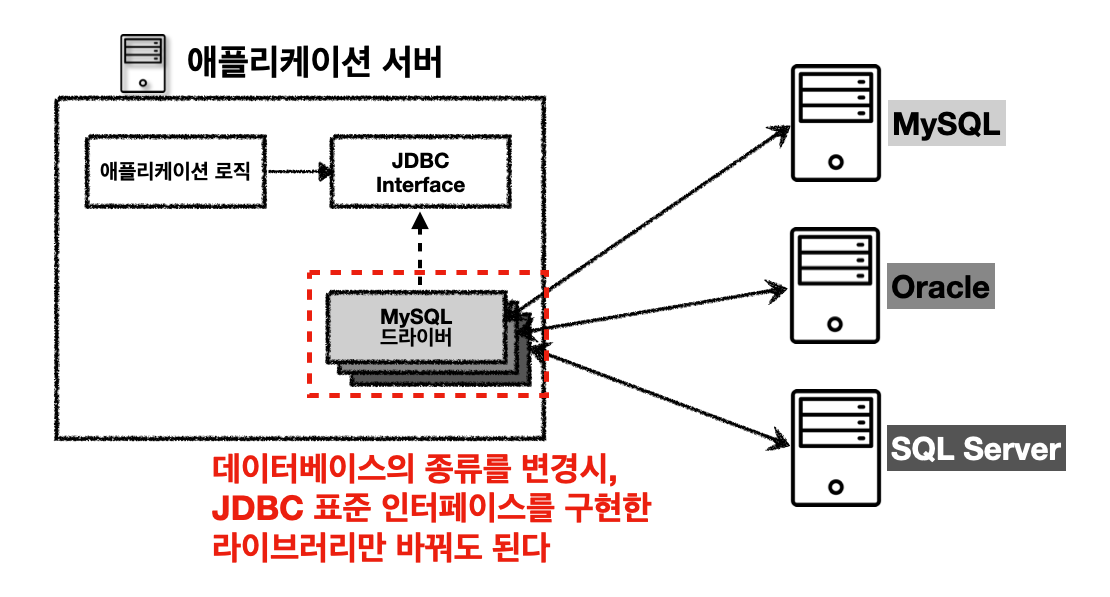 애플리케이션 서버
애플리케이션 로직
JDBC
Interface
MySQL
드라이버
MySQL
Oracle
SQL Server
데이터베이스의 종류를 변경시,
JDBC 표준 인터페이스를 구현한
라이브러리만 바꿔도 된다